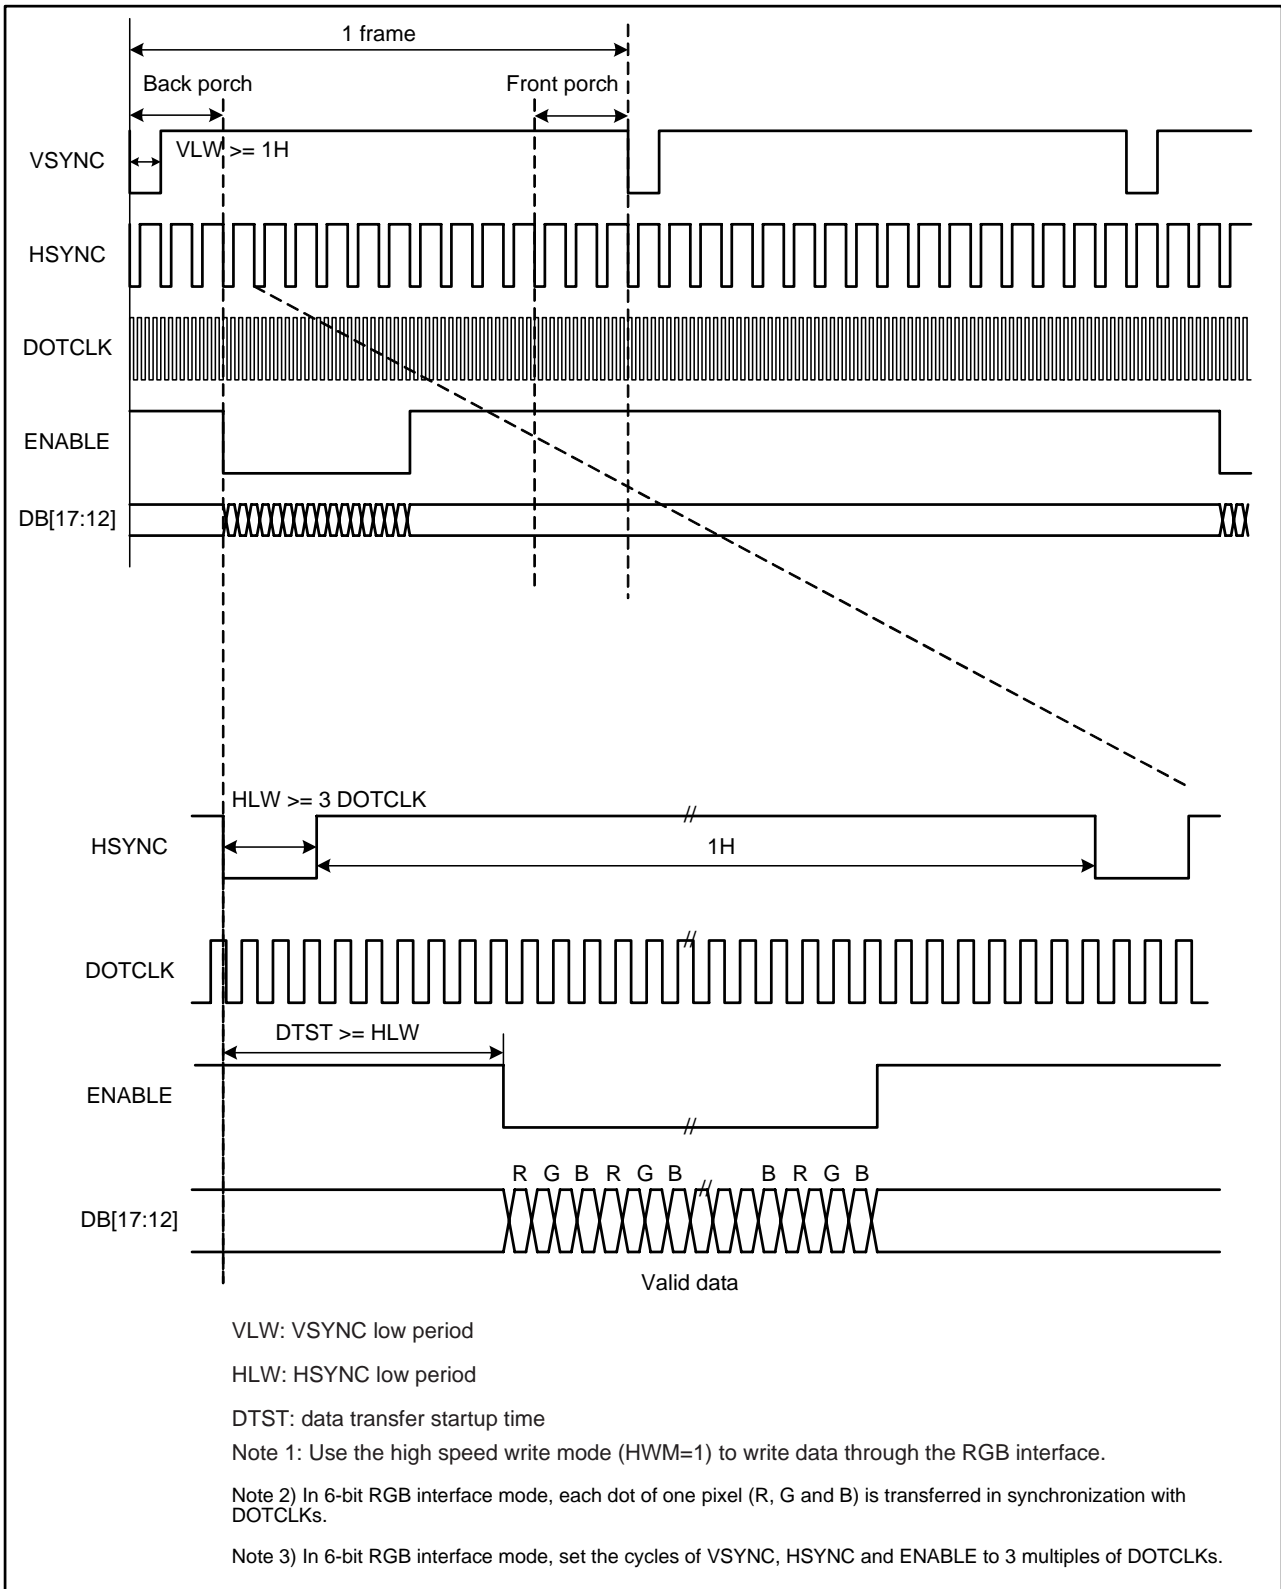 1 frame
Back porch
Front porch
VLW >= 1H
VSYNC
HSYNC
DOTCLK
ENABLE
DB[17:12]
HLW >= 3 DOTCLK
HSYNC
1H
//
DOTCLK
//
DTST >= HLW
ENABLE
//
R G B R G B // B R G B
DB[17:12]
Valid data
VLW: VSYNC low period
HLW: HSYNC low period
DTST: data transfer startup time
Note 1: Use the high speed write mode (HWM=1) to write data through the RGB interface.
Note 2) In 6-bit RGB interface mode, each dot of one pixel (R, G and B) is transferred in synchronization with
DOTCLKs.
Note 3) In 6-bit RGB interface mode, set the cycles of VSYNC, HSYNC and ENABLE to 3 multiples of DOTCLKs.